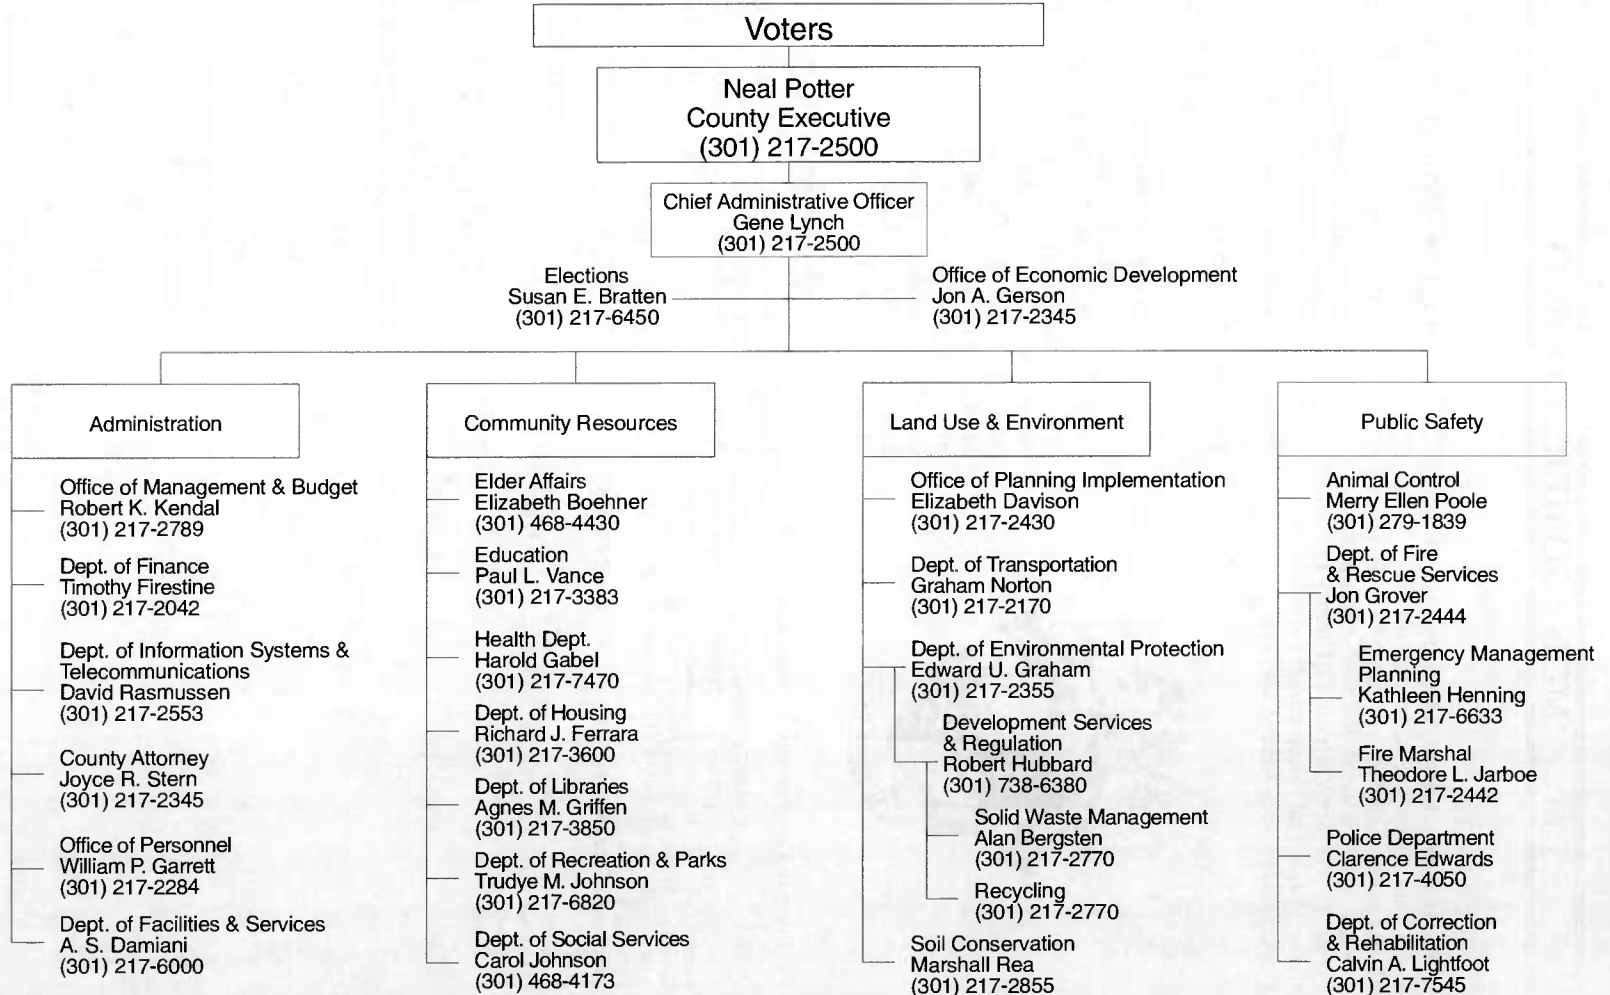 Voters
Neal Potter
County Executive
(301) 217-2500
Chief Administrative Officer
Gene Lynch
(301) 217-2500
Elections
Susan E. Bratten
(301) 217-6450
Office of Economic Development
Jon A. Gerson
(301) 217-2345
Administration
Office of Management & Budget
Robert K. Kendal
(301) 217-2789
Dept. of Finance
Timothy Firestine
(301) 217-2042
Dept. of Information Systems &
Telecommunications
David Rasmussen
(301) 217-2553
County Attorney
Joyce R. Stern
(301) 217-2345
Office of Personnel
William P. Garrett
(301) 217-2284
Dept. of Facilities & Services
A. S. Damiani
(301) 217-6000
Community Resources
Elder Affairs
Elizabeth Boehner
(301) 468-4430
Education
Paul L. Vance
(301) 217-3383
Health Dept.
Harold Gabel
(301) 217-7470
Dept. of Housing
Richard J. Ferrara
(301) 217-3600
Dept. of Libraries
Agnes M. Griffen
(301) 217-3850
Dept. of Recreation & Parks
Trudye M. Johnson
(301) 217-6820
Dept. of Social Services
Carol Johnson
(301) 468-4173
Land Use & Environment
Office of Planning Implementation
Elizabeth Davison
(301) 217-2430
Dept. of Transportation
Graham Norton
(301) 217-2170
Dept. of Environmental Protection
Edward U. Graham
(301) 217-2355
Development Services
& Regulation
Robert Hubbard
(301) 738-6380
Solid Waste Management
Alan Bergsten
(301) 217-2770
Recycling
(301) 217-2770
Soil Conservation
Marshall Rea
(301) 217-2855
Public Safety
Animal Control
Merry Ellen Poole
(301) 279-1839
Dept. of Fire
& Rescue Services
Jon Grover
(301) 217-2444
Emergency Management
Planning
Kathleen Henning
(301) 217-6633
Fire Marshal
Theodore L. Jarboe
(301) 217-2442
Police Department
Clarence Edwards
(301) 217-4050
Dept. of Correction
& Rehabilitation
Calvin A. Lightfoot
(301) 217-7545